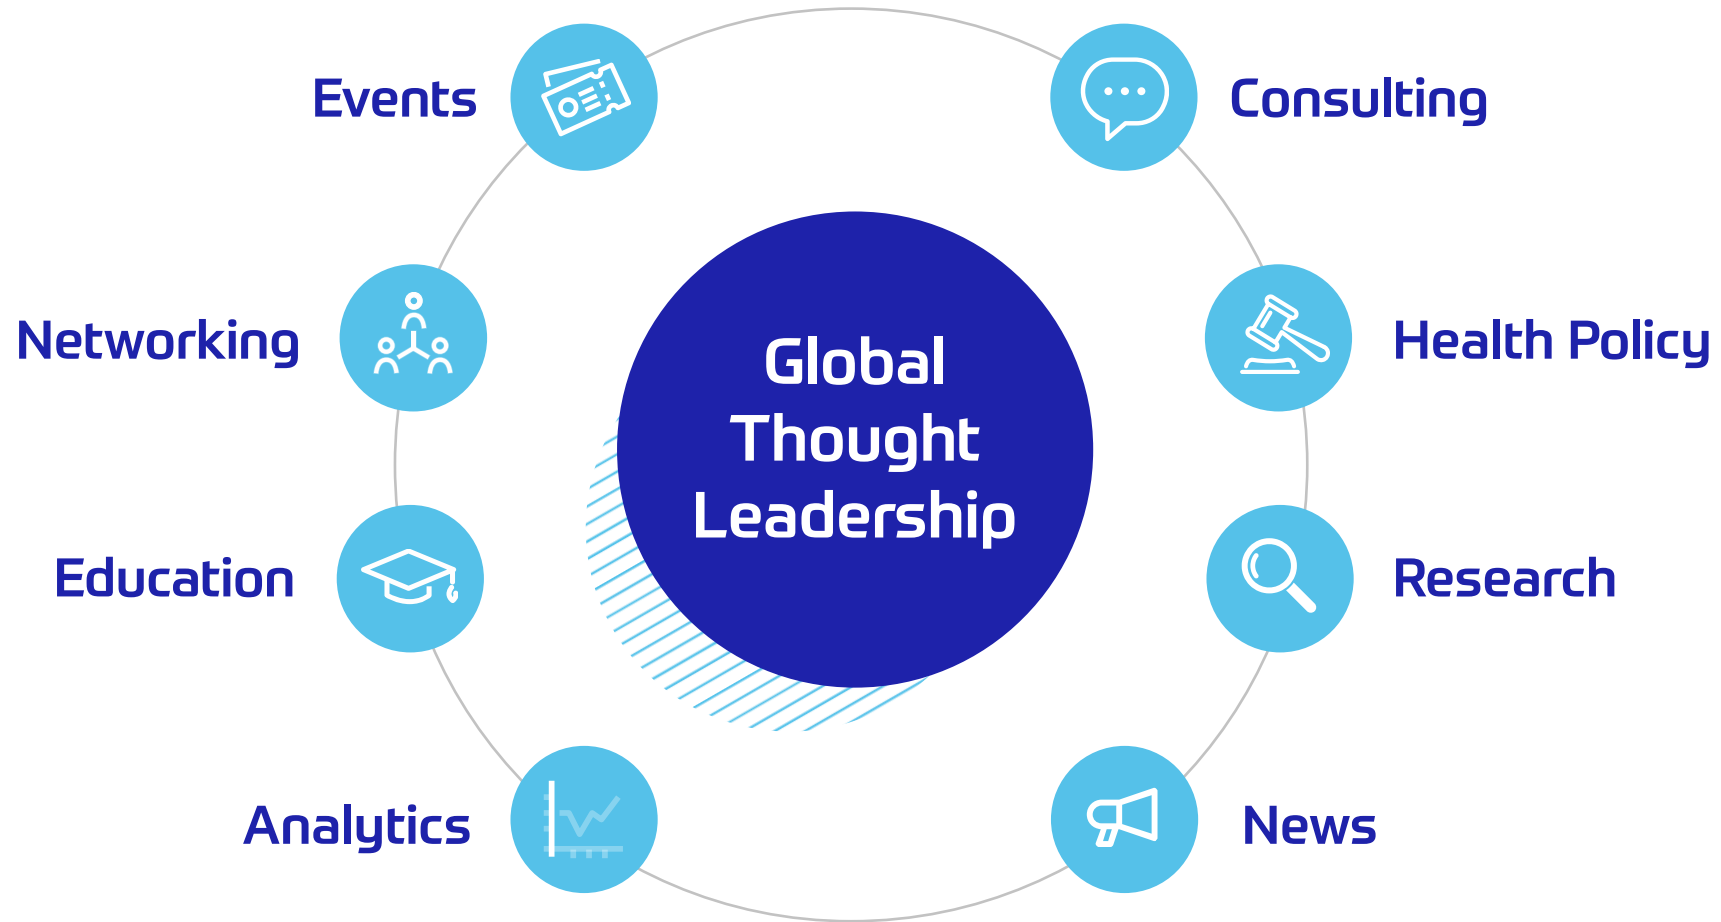 Events
Consulting
Networking
Global
Thought
Leadership
Health Policy
Education
Research
Analytics
News